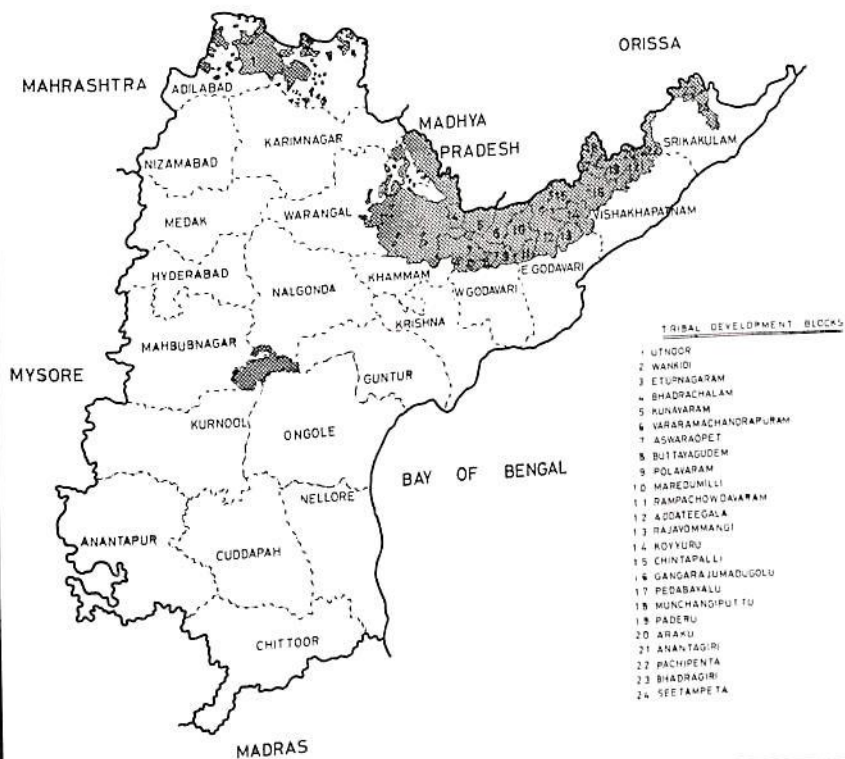 ORISSA
MAHRASHTRA
ADILABAD
MADHYA
PRADESH
KARIMNAGAR
SRIKAKULAM
NIZAMABAD
WARANGAL
VISHAKHAPATNAM
MEDAK
HYDERABAD
NALGONDA
KHAMMAM
E GODAVARI
W GODAVARI
KRISHNA
MAHBUBNAGAR
MYSORE
GUNTUR
KURNOOL
ONGOLE
BAY OF BENGAL
NELLORE
ANANTAPUR
CUDDAPAH
CHITTOOR
MADRAS
TRIBAL DEVELOPMENT BLOCKS
1 UTNOOR
2 WANKIDI
3 ETUPNAGARAM
4 BHADRACHALAM
5 KUNAVARAM
6 VARARAMACHANDRAPURAM
7 ASWARAOPET
8 BUTTAYAGUDEM
9 POLAVARAM
10 MAREDUMILLI
11 RAMPACHOWDAVARAM
12 ADDATEEGALA
13 RAJAVOMMANGI
14 KOYYURU
15 CHINTAPALLI
16 GANGARAJUMADUGOLU
17 PEDABAYALU
18 MUNCHANGIPUTTU
19 PADERU
20 ARAKU
21 ANANTAGIRI
22 PACHIPENTA
23 BHADRAGIRI
24 SEETAMPETA